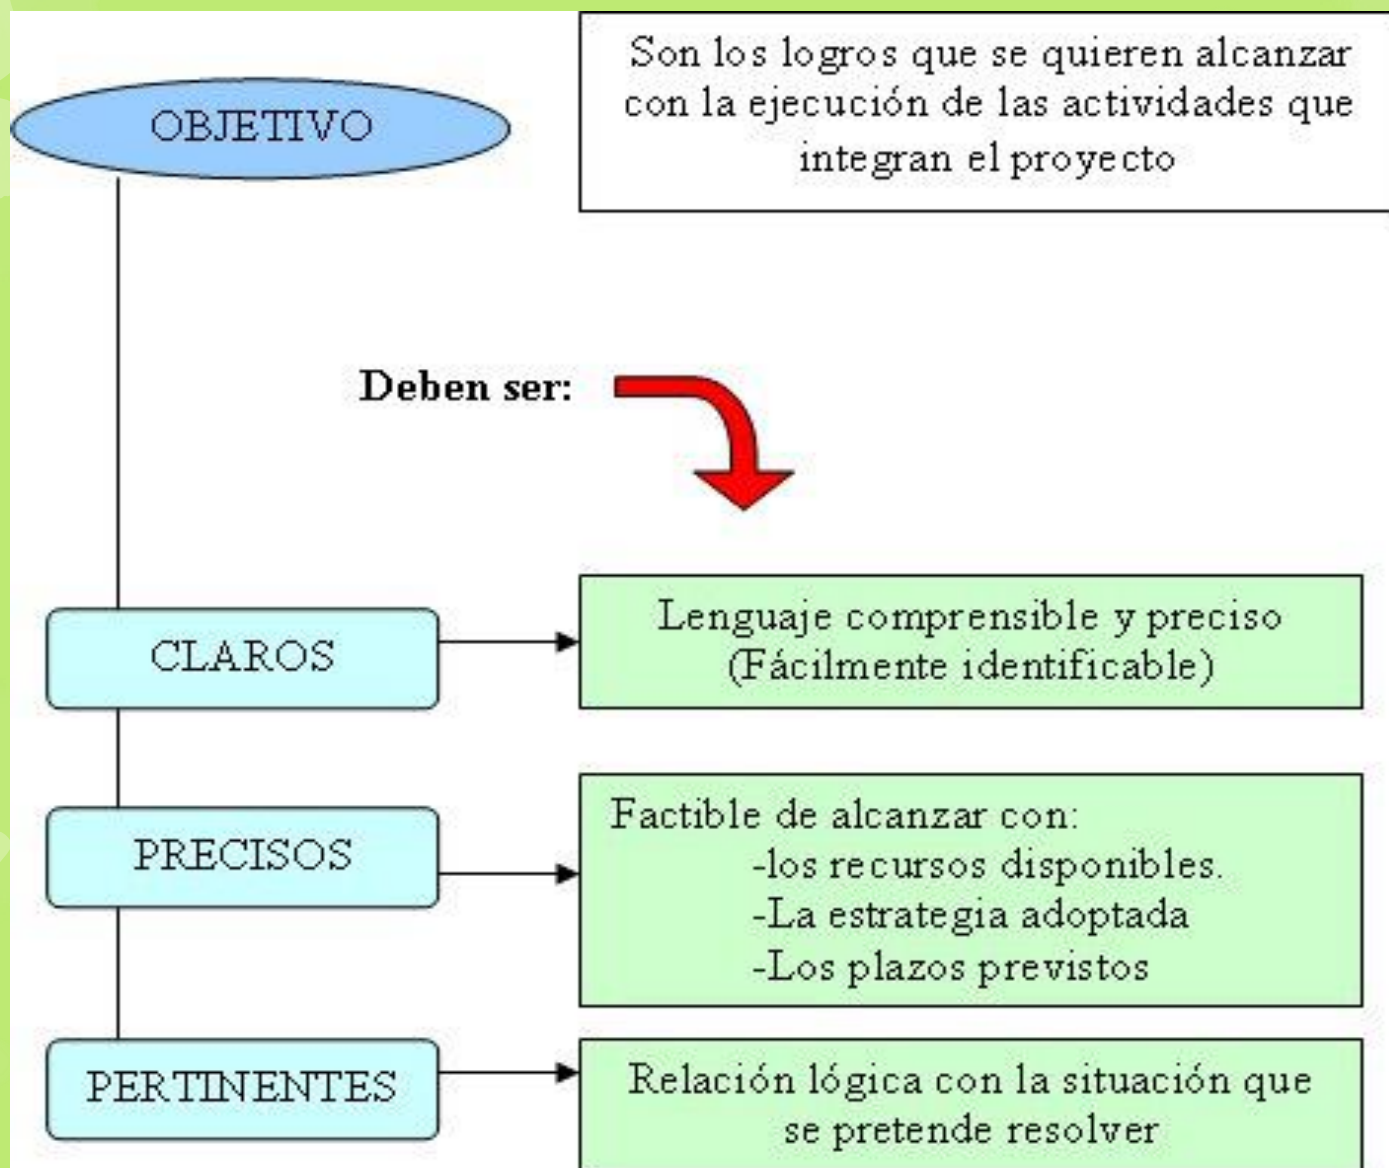 OBJETIVO
Son los logros que se quieren alcanzar
con la ejecución de las actividades que
integran el proyecto
Deben ser:
CLAROS
Lenguaje comprensible y preciso
(Fácilmente identificable)
PRECISOS
Factible de alcanzar con:
-los recursos disponibles.
-La estrategia adoptada
-Los plazos previstos
PERTINENTES
Relación lógica con la situación que
se pretende resolver